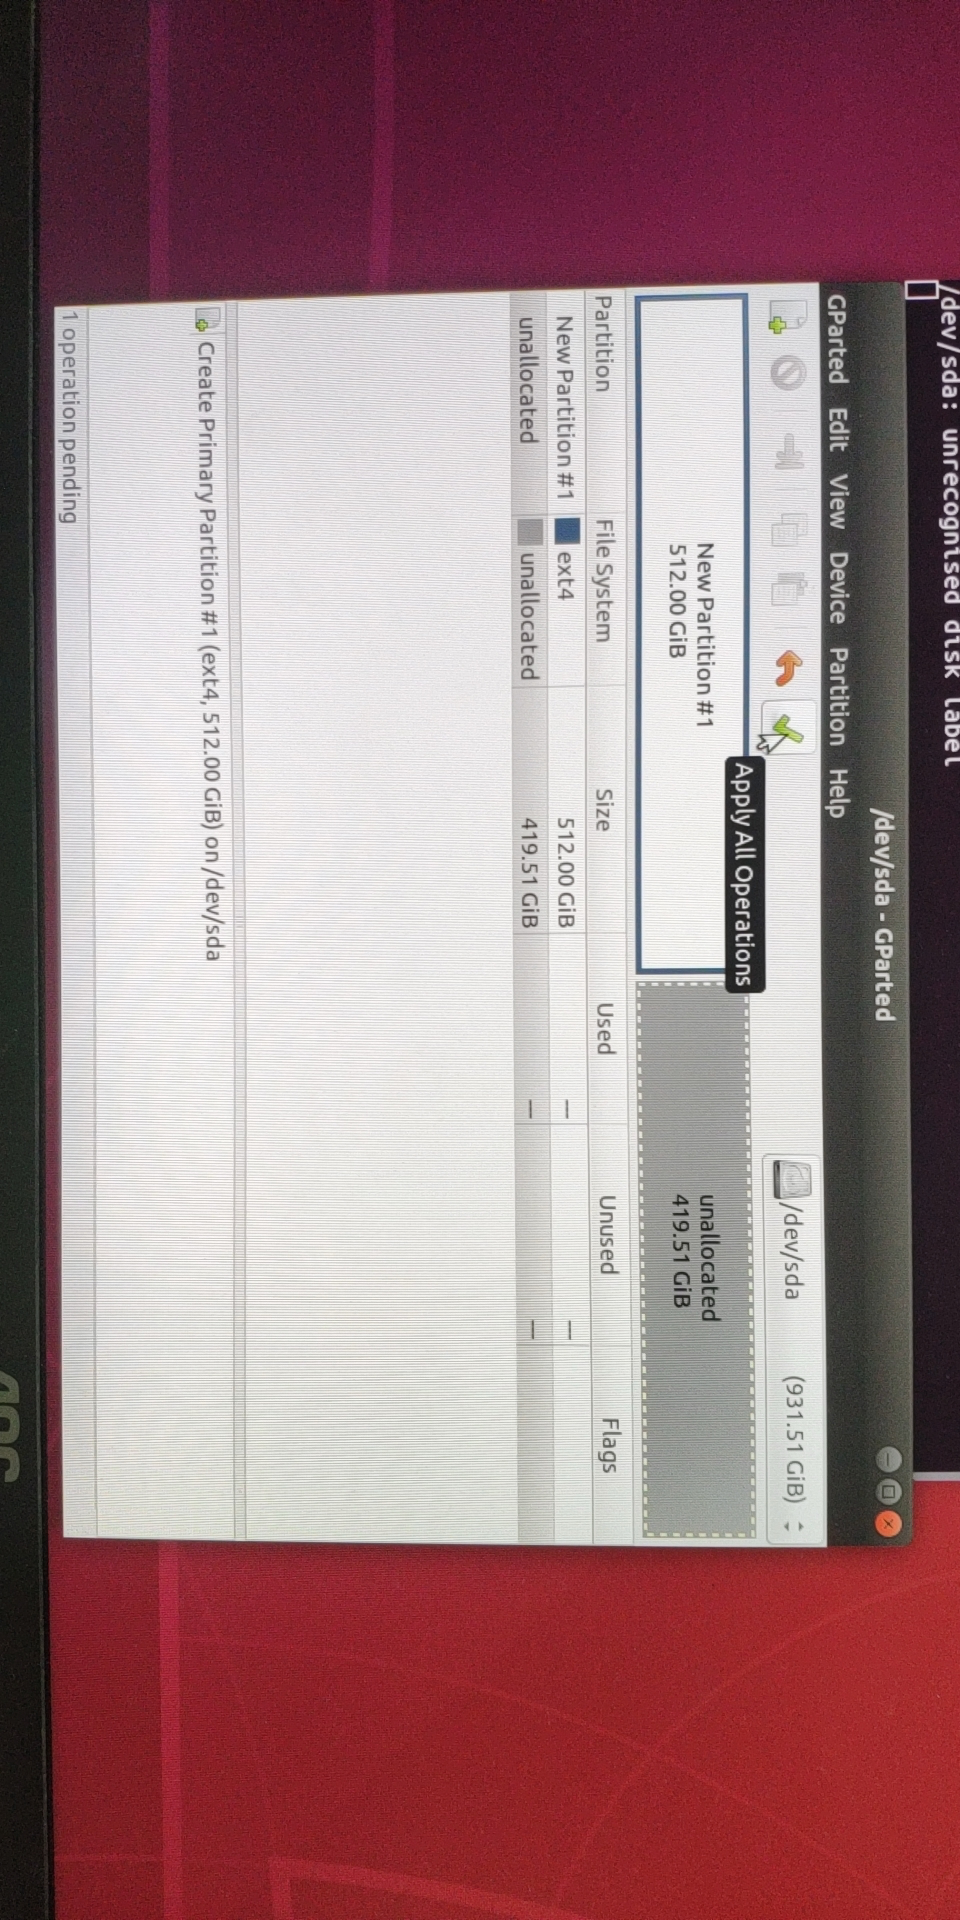 /dev/sda: unrecognised disk label
/dev/sda - GParted
GParted Edit View Device Partition Help
/dev/sda (931.51 GiB)
Apply All Operations
New Partition #1
512.00 GiB
unallocated
419.51 GiB
Partition File System Size Used Unused Flags
New Partition #1 ext4 512.00 GiB — —
unallocated unallocated 419.51 GiB — —
Create Primary Partition #1 (ext4, 512.00 GiB) on /dev/sda
1 operation pending
AOC